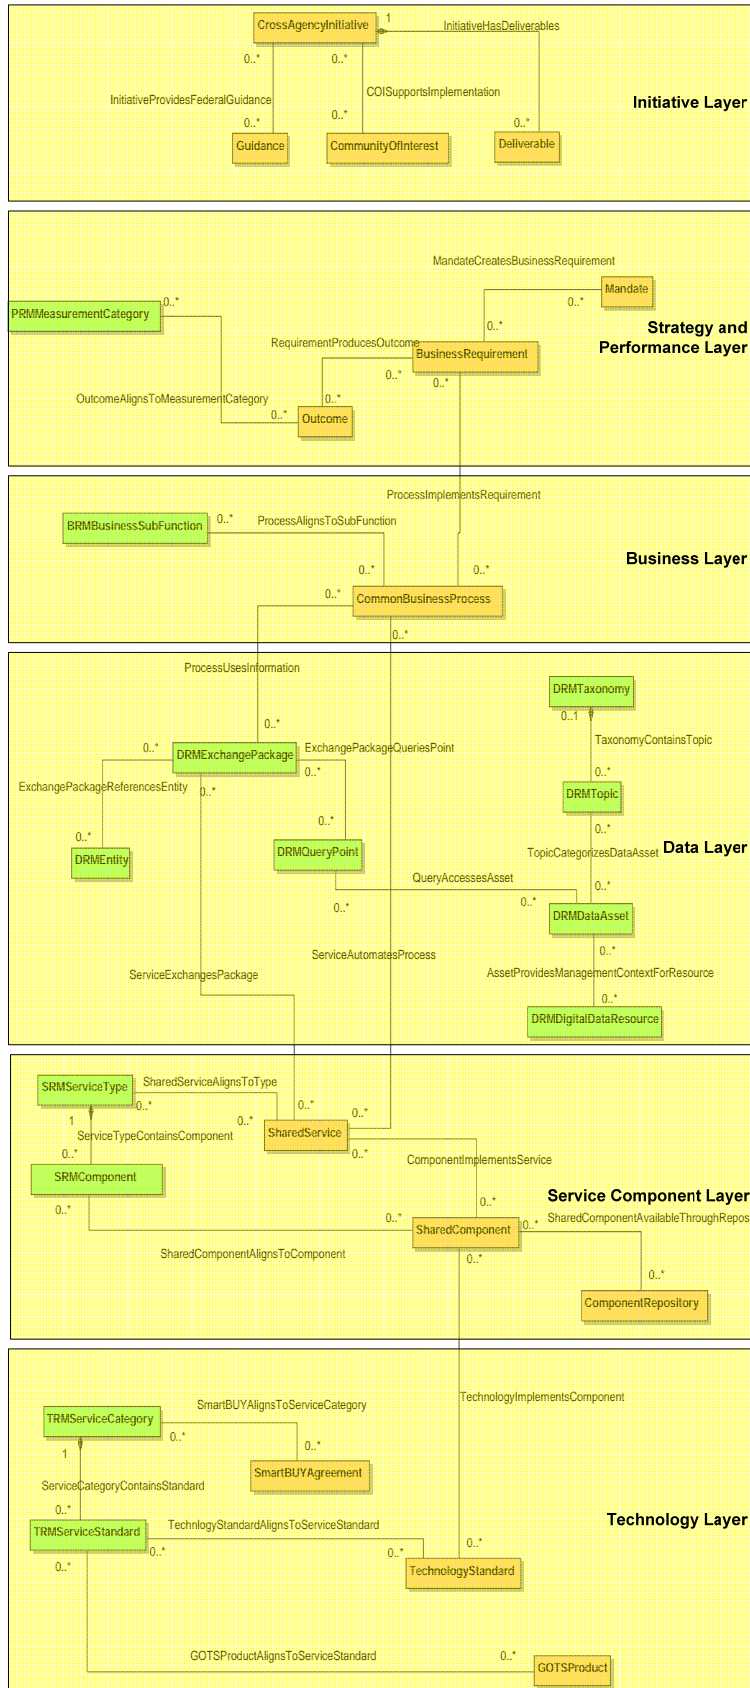 CrossAgencyInitiative
1
InitiativeHasDeliverables
0..*
0..*
InitiativeProvidesFederalGuidance
COISupportsImplementation
Initiative Layer
0..*
0..*
0..*
Guidance
CommunityOfInterest
Deliverable
MandateCreatesBusinessRequirement
Mandate
0..*
0..*
PRMMeasurementCategory
0..*
Strategy and
Performance Layer
RequirementProducesOutcome
BusinessRequirement
0..*
0..*
OutcomeAlignsToMeasurementCategory
0..*
0..*
Outcome
ProcessImplementsRequirement
BRMBusinessSubFunction
0..*
ProcessAlignsToSubFunction
Business Layer
0..*
0..*
CommonBusinessProcess
0..*
0..*
ProcessUsesInformation
DRMTaxonomy
0..1
0..*
TaxonomyContainsTopic
0..*
DRMExchangePackage
ExchangePackageQueriesPoint
0..*
0..*
ExchangePackageReferencesEntity
0..*
DRMTopic
0..*
0..*
0..*
DRMEntity
DRMQueryPoint
TopicCategorizesDataAsset
Data Layer
QueryAccessesAsset
0..*
0..*
0..*
DRMDataAsset
0..*
ServiceAutomatesProcess
ServiceExchangesPackage
AssetProvidesManagementContextForResource
0..*
DRMDigitalDataResource
SRMServiceType
SharedServiceAlignsToType
0..*
0..*
0..*
0..*
1
SharedService
ServiceTypeContainsComponent
0..*
0..*
ComponentImplementsService
SRMComponent
0..*
Service Component Layer
0..*
0..*
SharedComponent
0..*
SharedComponentAvailableThroughRepos
SharedComponentAlignsToComponent
0..*
0..*
ComponentRepository
TechnologyImplementsComponent
SmartBUYAlignsToServiceCategory
TRMServiceCategory
0..*
0..*
1
SmartBUYAgreement
ServiceCategoryContainsStandard
0..*
TRMServiceStandard
TechnlogyStandardAlignsToServiceStandard
Technology Layer
0..*
0..*
0..*
0..*
TechnologyStandard
GOTSProductAlignsToServiceStandard
0..*
GOTSProduct